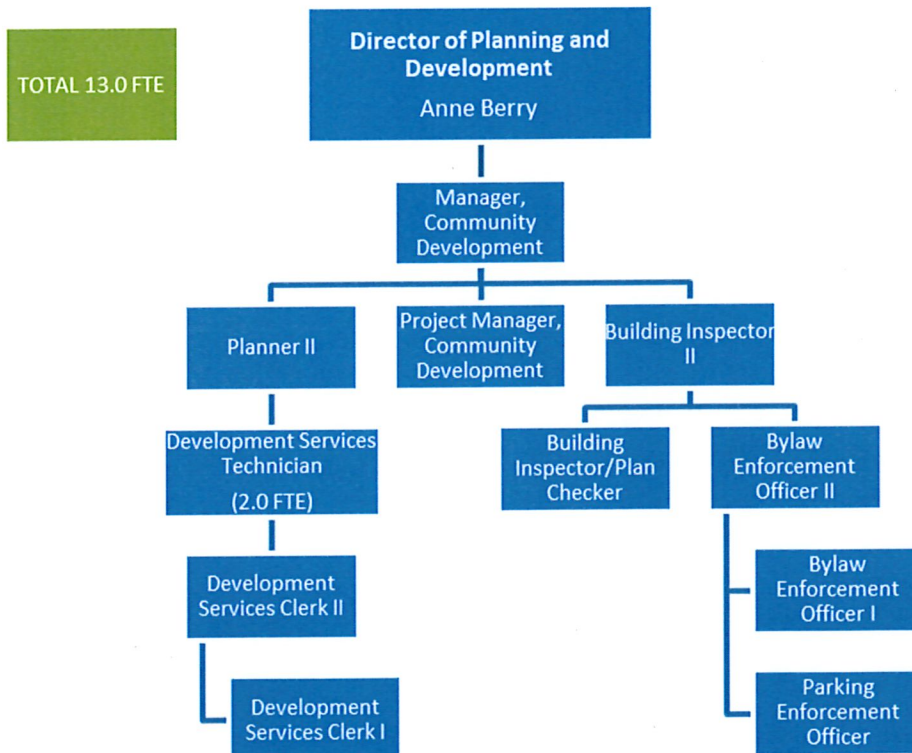 TOTAL 13.0 FTE
Director of Planning and
Development
Anne Berry
Manager,
Community
Development
Planner II
Project Manager,
Community
Development
Building Inspector
II
Development Services
Technician
(2.0 FTE)
Building
Inspector/Plan
Checker
Bylaw
Enforcement
Officer II
Development
Services Clerk II
Bylaw
Enforcement
Officer I
Development
Services Clerk I
Parking
Enforcement
Officer